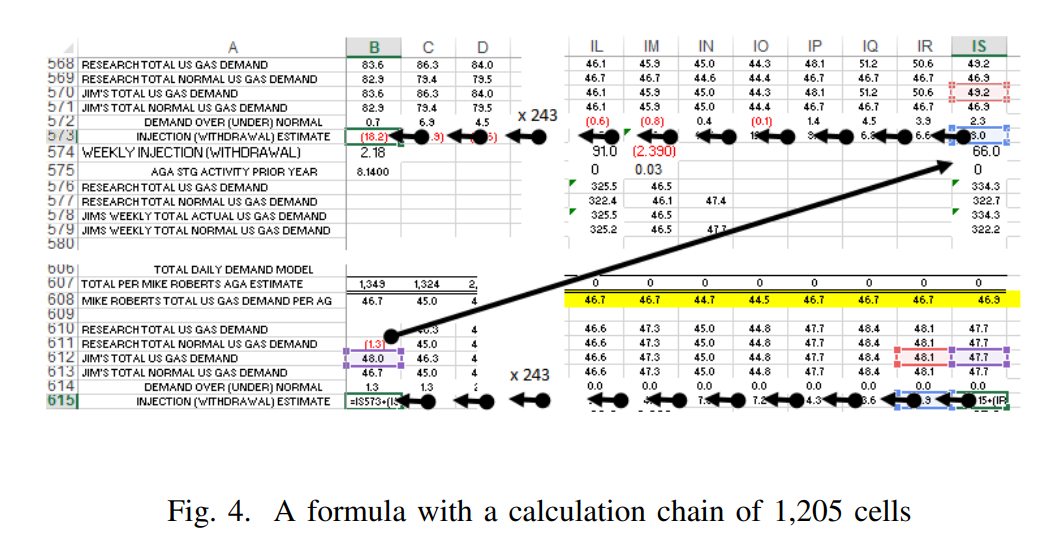 A B C D IL IM IN IO IP IQ IR IS
568 RESEARCH TOTAL US GAS DEMAND 83.6 86.3 84.0 46.1 45.9 45.0 44.3 48.1 51.2 50.6 49.2
569 RESEARCH TOTAL NORMAL US GAS DEMAND 82.9 79.4 79.5 46.7 46.7 44.6 44.4 46.7 46.7 46.7 46.9
570 JIM'S TOTAL US GAS DEMAND 83.6 86.3 84.0 46.1 45.9 45.0 44.3 48.1 51.2 50.6 49.2
571 JIM'S TOTAL NORMAL US GAS DEMAND 82.9 79.4 79.5 46.1 45.9 45.0 44.4 46.7 46.7 46.7 46.9
572 DEMAND OVER (UNDER) NORMAL 0.7 6.9 4.5 x 243 (0.6) (0.8) 0.4 (0.1) 1.4 4.5 3.9 2.3
573 INJECTION (WITHDRAWAL) ESTIMATE (18.2)
574 WEEKLY INJECTION (WITHDRAWAL) 2.18 91.0 (2.390) 66.0
575 AGA STG ACTIVITY PRIOR YEAR 8.1400 0 0.03 0
576 RESEARCH TOTAL US GAS DEMAND 325.5 46.5 334.3
577 RESEARCH TOTAL NORMAL US GAS DEMAND 322.4 46.1 47.4 322.7
578 JIMS WEEKLY TOTAL ACTUAL US GAS DEMAND 325.5 46.5 334.3
579 JIMS WEEKLY TOTAL NORMAL US GAS DEMAND 325.2 46.5 322.2
580
606 TOTAL DAILY DEMAND MODEL
607 TOTAL PER MIKE ROBERTS AGA ESTIMATE 1,349 1,324 2, 0 0 0 0 0 0 0 0
608 MIKE ROBERTS TOTAL US GAS DEMAND PER AG 46.7 45.0 4 46.7 46.7 44.7 44.5 46.7 46.7 46.7 46.9
609
610 RESEARCH TOTAL US GAS DEMAND 4 46.6 47.3 45.0 44.8 47.7 48.4 48.1 47.7
611 RESEARCH TOTAL NORMAL US GAS DEMAND (1.3) 45.0 4 46.6 47.3 45.0 44.8 47.7 48.4 48.1 47.7
612 JIM'S TOTAL US GAS DEMAND 48.0 46.3 4 46.6 47.3 45.0 44.8 47.7 48.4 48.1 47.7
613 JIM'S TOTAL NORMAL US GAS DEMAND 46.7 45.0 4 46.6 47.3 45.0 44.8 47.7 48.4 48.1 47.7
614 DEMAND OVER (UNDER) NORMAL 1.3 1.3 x 243 0.0 0.0 0.0 0.0 0.0 0.0 0.0 0.0
615 INJECTION (WITHDRAWAL) ESTIMATE =IS573+(I
Fig. 4. A formula with a calculation chain of 1,205 cells